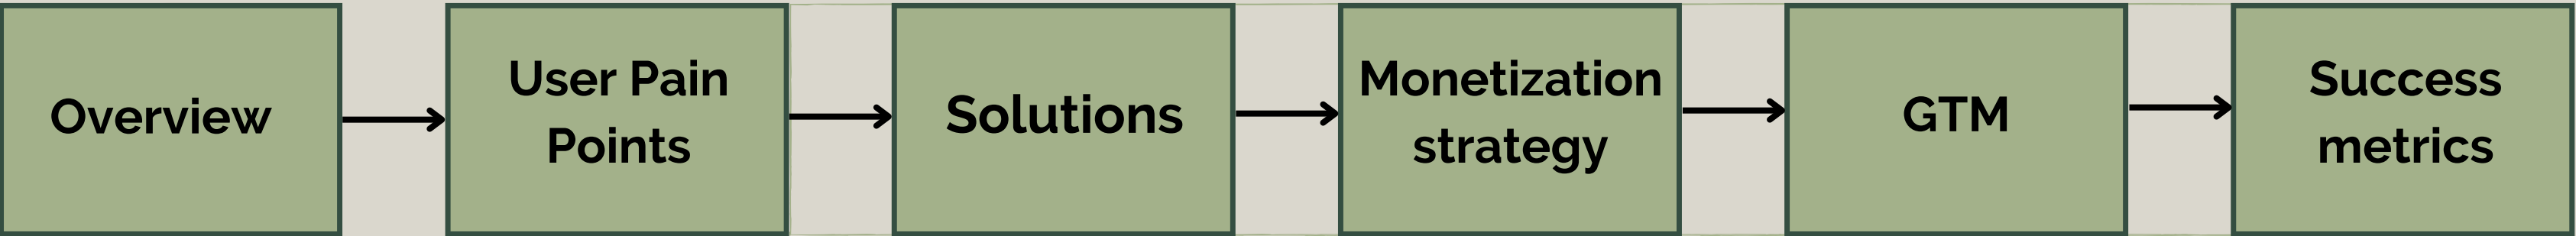 Overview
User Pain
Points
Solutions
Monetization
strategy
GTM
Success
metrics